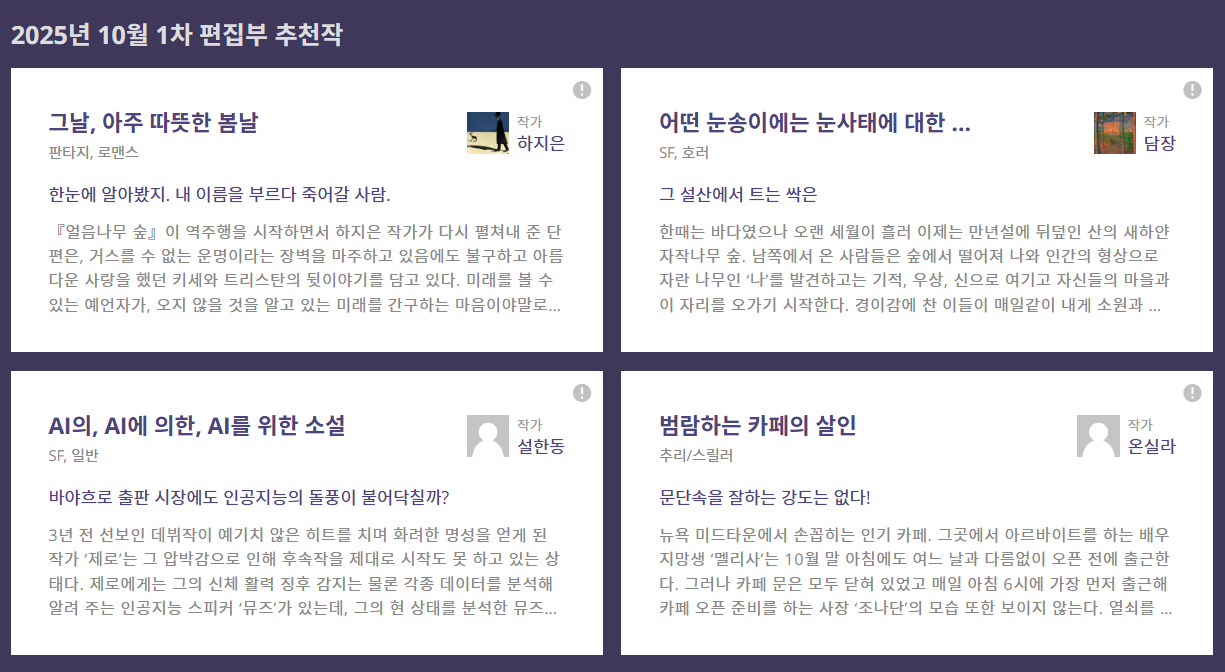 2025년 10월 1차 편집부 추천작
그날, 아주 따뜻한 봄날
판타지, 로맨스
작가
하지은
한눈에 알아봤지. 내 이름을 부르다 죽어갈 사람.
『얼음나무 숲』이 역주행을 시작하면서 하지은 작가가 다시 펼쳐내 준 단
편은, 거스를 수 없는 운명이라는 장벽을 마주하고 있음에도 불구하고 아름
다운 사랑을 했던 키세와 트리스탄의 뒷이야기를 담고 있다. 미래를 볼 수
있는 예언자가, 오지 않을 것을 알고 있는 미래를 간구하는 마음이야말로...
어떤 눈송이에는 눈사태에 대한 ...
SF, 호러
작가
담장
그 설산에서 트는 싹은
한때는 바다였으나 오랜 세월이 흘러 이제는 만년설에 뒤덮인 산의 새하얀
자작나무 숲. 남쪽에서 온 사람들은 숲에서 떨어져 나와 인간의 형상으로
자란 나무인 ‘나’를 발견하고는 기적, 우상, 신으로 여기고 자신들의 마을과
이 자리를 오가기 시작한다. 경이감에 찬 이들이 매일같이 내게 소원과 ...
AI의, AI에 의한, AI를 위한 소설
SF, 일반
작가
설한동
바야흐로 출판 시장에도 인공지능의 돌풍이 불어닥칠까?
3년 전 선보인 데뷔작이 예기치 않은 히트를 치며 화려한 명성을 얻게 된
작가 ‘제로’는 그 압박감으로 인해 후속작을 제대로 시작도 못 하고 있는 상
태다. 제로에게는 그의 신체 활력 징후 감지는 물론 각종 데이터를 분석해
알려 주는 인공지능 스피커 ‘뮤즈’가 있는데, 그의 현 상태를 분석한 뮤즈...
범람하는 카페의 살인
추리/스릴러
작가
온실라
문단속을 잘하는 강도는 없다!
뉴욕 미드타운에서 손꼽히는 인기 카페. 그곳에서 아르바이트를 하는 배우
지망생 ‘멜리사’는 10월 말 아침에도 여느 날과 다름없이 오픈 전에 출근한
다. 그러나 카페 문은 모두 닫혀 있었고 매일 아침 6시에 가장 먼저 출근해
카페 오픈 준비를 하는 사장 ‘조나단’의 모습 또한 보이지 않는다. 열쇠를 ...